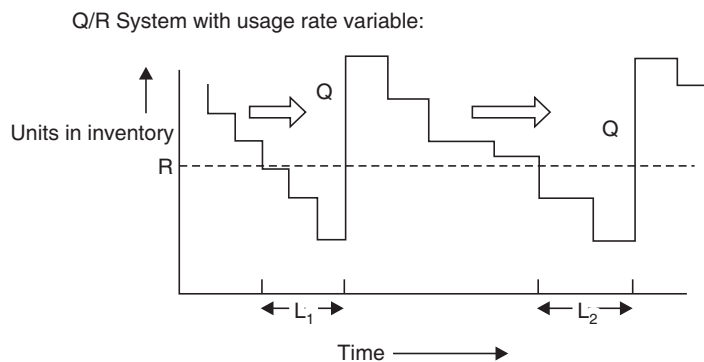 Q/R System with usage rate variable:
Q
Units in inventory
Q
R
L1
L2
Time